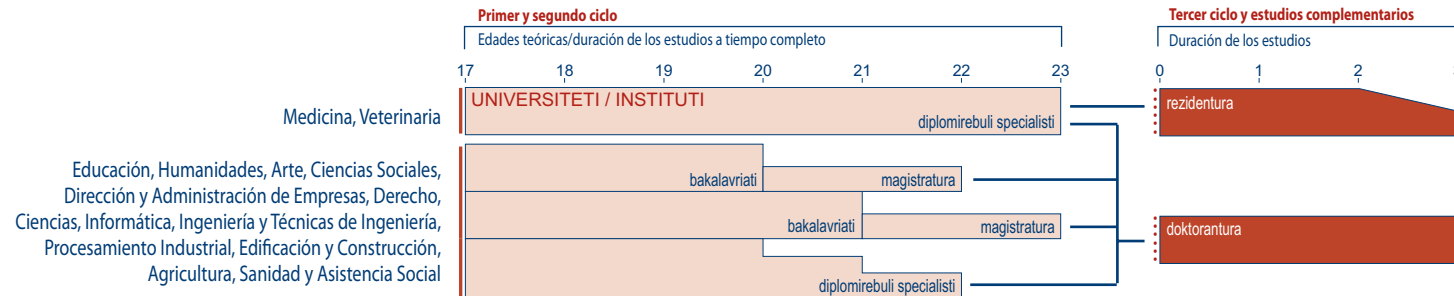 Primer y segundo ciclo
Edades teóricas/duración de los estudios a tiempo completo
17 18 19 20 21 22 23
Tercer ciclo y estudios complementarios
Duración de los estudios
0 1 2
Medicina, Veterinaria
UNIVERSITETI / INSTITUTI
diplomirebuli specialisti
rezidentura
Educación, Humanidades, Arte, Ciencias Sociales,
Dirección y Administración de Empresas, Derecho,
Ciencias, Informática, Ingeniería y Técnicas de Ingeniería,
Procesamiento Industrial, Edificación y Construcción,
Agricultura, Sanidad y Asistencia Social
bakalavriati
magistratura
bakalavriati
magistratura
diplomirebuli specialisti
doktorantura